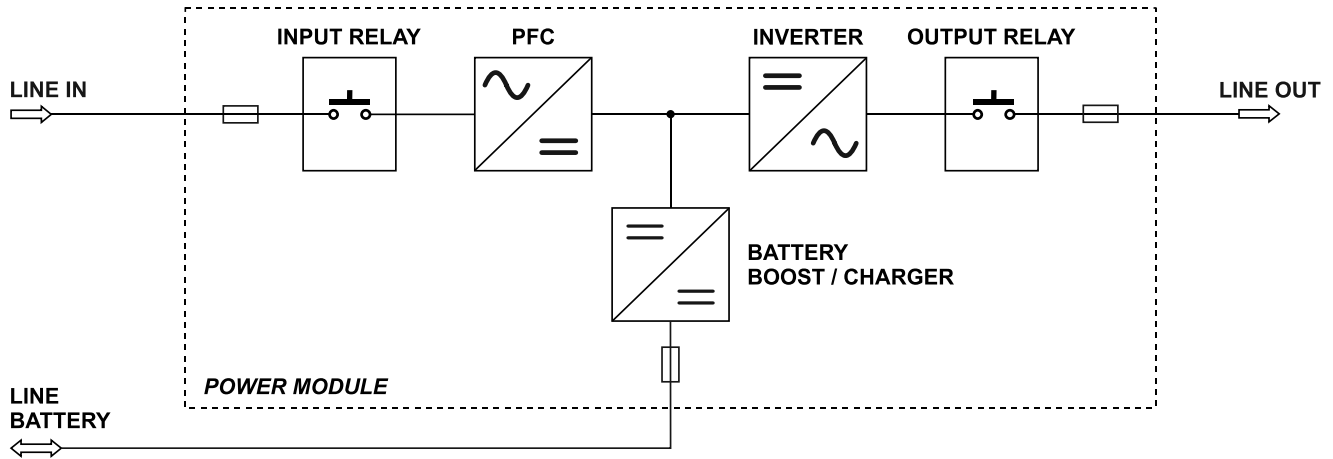 INPUT RELAY
PFC
INVERTER
OUTPUT RELAY
LINE IN
LINE OUT
BATTERY
BOOST / CHARGER
POWER MODULE
LINE
BATTERY